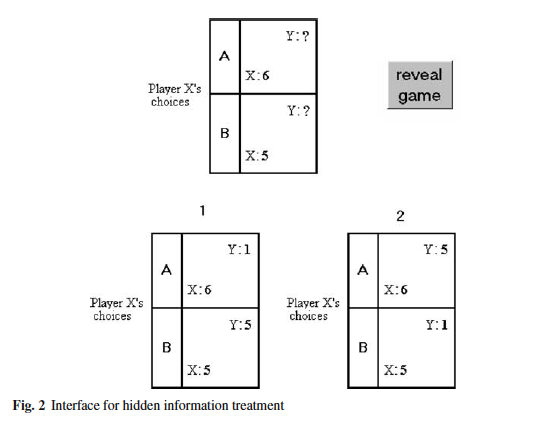 Y:?
A
X:6
Player X's
choices
Y:?
B
X:5
reveal
game
1
Y:1
A
X:6
Player X's
choices
Y:5
B
X:5
2
Y:5
A
X:6
Player X's
choices
Y:1
B
X:5
Fig. 2 Interface for hidden information treatment